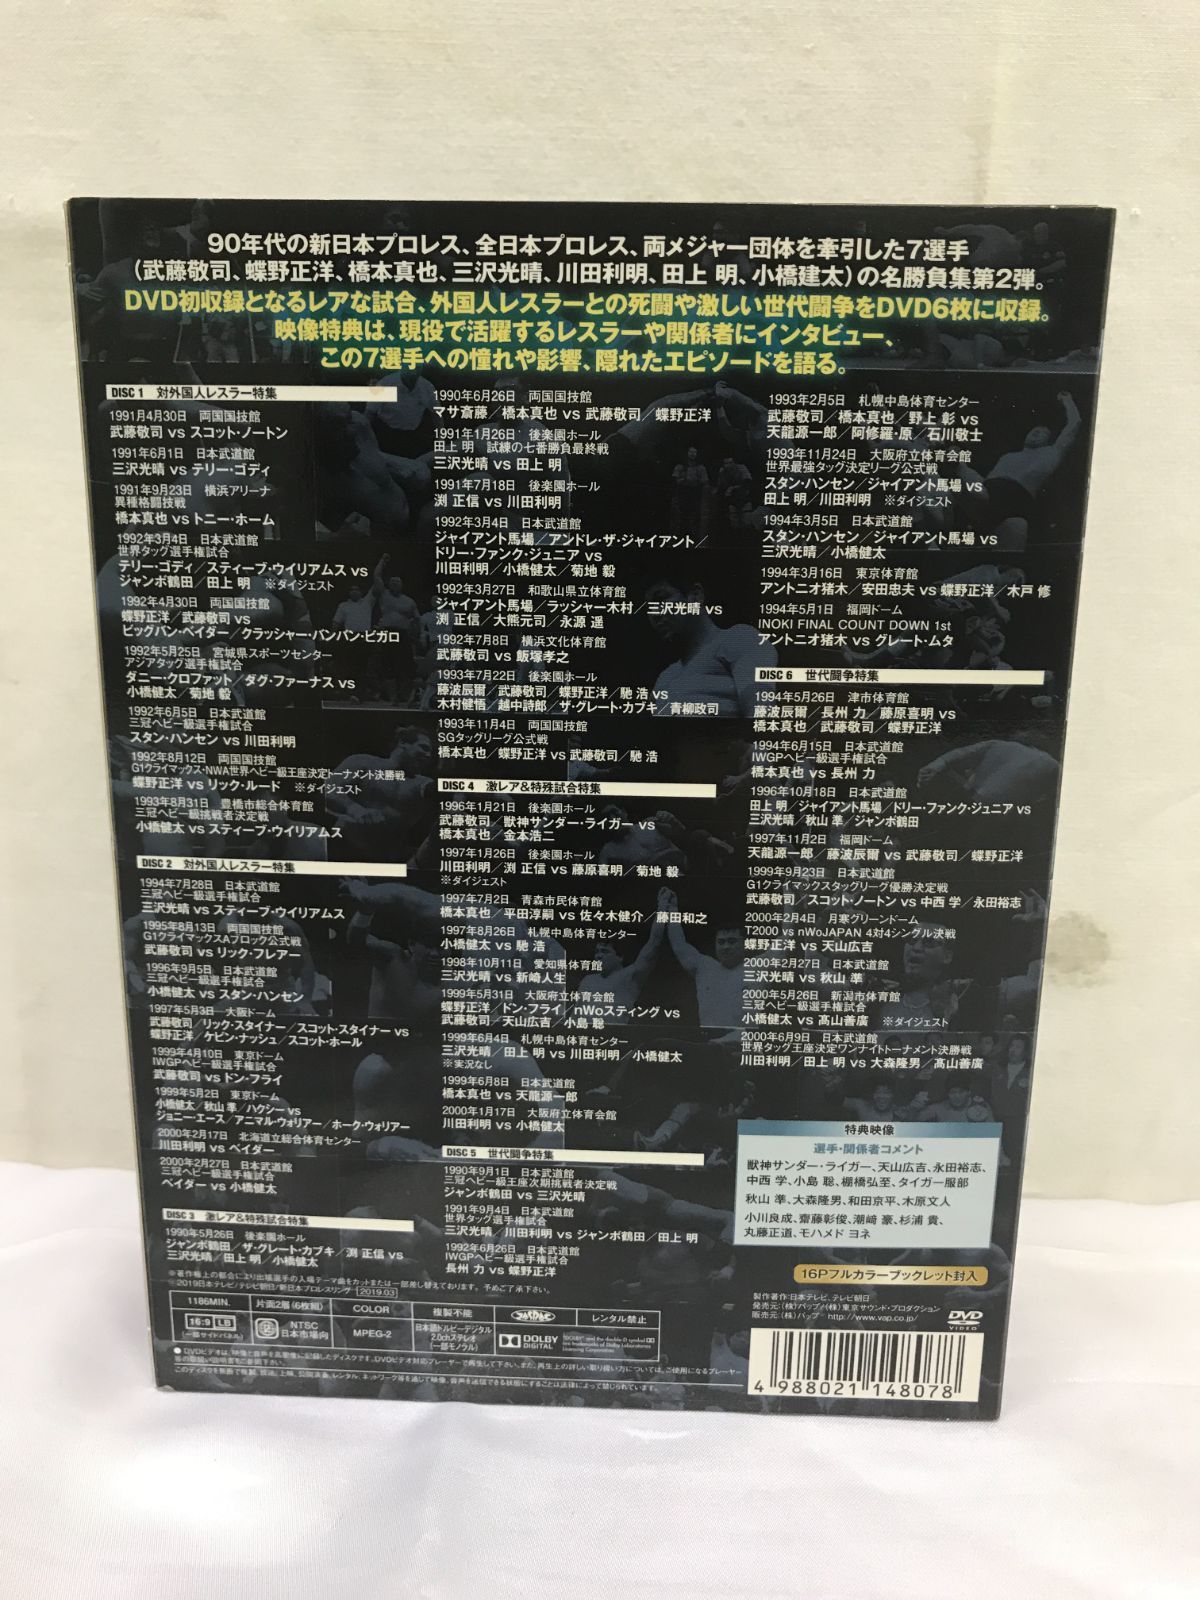 90年代の新日本プロレス、全日本プロレス、両メジャー団体を牽引した7選手
(武藤敬司、蝶野正洋、橋本真也、三沢光晴、川田利明、田上 明、小橋建太)の名勝負集第2弾。
DVD初収録となるレアな試合、外国人レスラーとの死闘や激しい世代闘争をDVD6枚に収録。
映像特典は、現役で活躍するレスラーや関係者にインタビュー、
この7選手への憧れや影響、隠れたエピソードを語る。
DISC 1 対外国人レスラー特集
1991年4月30日 両国国技館
武藤敬司 vs スコット・ノートン
1991年6月1日 日本武道館
三沢光晴 vs テリー・ゴディ
1991年9月23日 横浜アリーナ
異種格闘技戦
橋本真也 vs トニー・ホーム
1992年3月4日 日本武道館
世界タッグ選手権試合
テリー・ゴディ/スティーブ・ウイリアムス vs
ジャンボ鶴田/田上 明 ※ダイジェスト
1992年4月30日 両国国技館
蝶野正洋/武藤敬司 vs
ビッグバン・ベイダー/クラッシャー・バンバン・ビガロ
1992年5月25日 宮城県スポーツセンター
アジアタッグ選手権試合
ダニー・クロファット/ダグ・ファーナス vs
小橋健太/菊地 毅
1992年6月5日 日本武道館
三冠ヘビー級選手権試合
スタン・ハンセン vs 川田利明
1992年8月12日 両国国技館
G1クライマックス・NWA世界ヘビー級王座決定トーナメント決勝戦
蝶野正洋 vs リック・ルード ※ダイジェスト
1993年8月31日 豊橋市総合体育館
三冠ヘビー級挑戦者決定戦
小橋健太 vs スティーブ・ウイリアムス
DISC 2 対外国人レスラー特集
1994年7月28日 日本武道館
三冠ヘビー級選手権試合
三沢光晴 vs スティーブ・ウイリアムス
1995年8月13日 両国国技館
G1クライマックスAブロック公式戦
武藤敬司 vs リック・フレアー
1996年9月5日 日本武道館
三冠ヘビー級選手権試合
小橋健太 vs スタン・ハンセン
1997年5月3日 大阪ドーム
武藤敬司/リック・スタイナー/スコット・スタイナー vs
蝶野正洋/ケビン・ナッシュ/スコット・ホール
1999年4月10日 東京ドーム
IWGPヘビー級選手権試合
武藤敬司 vs ドン・フライ
1999年5月2日 東京ドーム
小橋健太/秋山 準/ハクシー vs
ジョニー・エース/アニマル・ウォリアー/ホーク・ウォリアー
2000年2月17日 北海道立総合体育センター
川田利明 vs ベイダー
2000年2月27日 日本武道館
三冠ヘビー級選手権試合
ベイダー vs 小橋健太
DISC 3 激レア&特殊試合特集
1990年5月26日 後楽園ホール
ジャンボ鶴田/ザ・グレート・カブキ/渕 正信 vs
三沢光晴/田上 明/小橋健太
1990年6月26日 両国国技館
マサ斎藤/橋本真也 vs 武藤敬司/蝶野正洋
1991年1月26日 後楽園ホール
田上 明 試練の七番勝負最終戦
三沢光晴 vs 田上 明
1991年7月18日 後楽園ホール
渕 正信 vs 川田利明
1992年3月4日 日本武道館
ジャイアント馬場/アンドレ・ザ・ジャイアント/
ドリー・ファンク・ジュニア vs
川田利明/小橋健太/菊地 毅
1992年3月27日 和歌山県立体育館
ジャイアント馬場/ラッシャー木村/三沢光晴 vs
渕 正信/大熊元司/永源 遥
1992年7月8日 横浜文化体育館
武藤敬司 vs 飯塚孝之
1993年7月22日 後楽園ホール
藤波辰爾/武藤敬司/蝶野正洋/馳 浩 vs
木村健悟/越中詩郎/ザ・グレート・カブキ/青柳政司
1993年11月4日 両国国技館
SGタッグリーグ公式戦
橋本真也/蝶野正洋 vs 武藤敬司/馳 浩
DISC 4 激レア&特殊試合特集
1996年1月21日 後楽園ホール
武藤敬司/獣神サンダー・ライガー vs
橋本真也/金本浩二
1997年1月26日 後楽園ホール
川田利明/渕 正信 vs 藤原喜明/菊地 毅
※ダイジェスト
1997年7月2日 青森市民体育館
橋本真也/平田淳嗣 vs 佐々木健介/藤田和之
1997年8月26日 札幌中島体育センター
小橋健太 vs 馳 浩
1998年10月11日 愛知県体育館
三沢光晴 vs 新崎人生
1999年5月31日 大阪府立体育会館
蝶野正洋/ドン・フライ/nWoスティング vs
武藤敬司/天山広吉/小島 聡
1999年6月4日 札幌中島体育センター
三沢光晴/田上 明 vs 川田利明/小橋健太
※実況なし
1999年6月8日 日本武道館
橋本真也 vs 天龍源一郎
2000年1月17日 大阪府立体育会館
川田利明 vs 小橋健太
DISC 5 世代闘争特集
1990年9月1日 日本武道館
三冠ヘビー級王座次期挑戦者決定戦
ジャンボ鶴田 vs 三沢光晴
1991年9月4日 日本武道館
世界タッグ選手権試合
三沢光晴/川田利明 vs ジャンボ鶴田/田上 明
1992年6月26日 日本武道館
IWGPヘビー級選手権試合
長州 力 vs 蝶野正洋
1993年2月5日 札幌中島体育センター
武藤敬司/橋本真也/野上 彰 vs
天龍源一郎/阿修羅・原/石川敬士
1993年11月24日 大阪府立体育会館
世界最強タッグ決定リーグ公式戦
スタン・ハンセン/ジャイアント馬場 vs
田上 明/川田利明 ※ダイジェスト
1994年3月5日 日本武道館
スタン・ハンセン/ジャイアント馬場 vs
三沢光晴/小橋健太
1994年3月16日 東京体育館
アントニオ猪木/安田忠夫 vs 蝶野正洋/木戸 修
1994年5月1日 福岡ドーム
INOKI FINAL COUNT DOWN 1st
アントニオ猪木 vs グレート・ムタ
DISC 6 世代闘争特集
1994年5月26日 津市体育館
藤波辰爾/長州 力/藤原喜明 vs
橋本真也/武藤敬司/蝶野正洋
1994年6月15日 日本武道館
IWGPヘビー級選手権試合
橋本真也 vs 長州 力
1996年10月18日 日本武道館
田上 明/ジャイアント馬場/ドリー・ファンク・ジュニア vs
三沢光晴/秋山 準/ジャンボ鶴田
1997年11月2日 福岡ドーム
天龍源一郎/藤波辰爾 vs 武藤敬司/蝶野正洋
1999年9月23日 日本武道館
G1クライマックスタッグリーグ優勝決定戦
武藤敬司/スコット・ノートン vs 中西 学/永田裕志
2000年2月4日 月寒グリーンドーム
T2000 vs nWoJAPAN 4対4シングル決戦
蝶野正洋 vs 天山広吉
2000年2月27日 日本武道館
三沢光晴 vs 秋山 準
2000年5月26日 新潟市体育館
三冠ヘビー級選手権試合
小橋健太 vs 髙山善廣 ※ダイジェスト
2000年6月9日 日本武道館
世界タッグ王座決定ワンナイトトーナメント決勝戦
川田利明/田上 明 vs 大森隆男/髙山善廣
特典映像
選手・関係者コメント
獣神サンダー・ライガー、天山広吉、永田裕志、
中西 学、小島 聡、棚橋弘至、タイガー服部
秋山 準、大森隆男、和田京平、木原文人
小川良成、齋藤彰俊、潮﨑 豪、杉浦 貴、
丸藤正道、モハメド ヨネ
16Pフルカラーブックレット封入
※著作権上の都合により出場選手の入場テーマ曲をカットまたは一部差し替えております。予めご了承下さい。
©2019日本テレビ/テレビ朝日/新日本プロレスリング 2019.03
1186MIN. 片面2層(6枚組) COLOR 複製不能 レンタル禁止
16:9 LB
(一部サイドパネル)
NTSC
日本市場向
MPEG-2
日本語ドルビーデジタル
2.0chステレオ
(一部モノラル)
DOLBY
DIGITAL
製作著作:日本テレビ、テレビ朝日
発売元:(株)バップ/(株)東京サウンド・プロダクション
販売元:(株)バップ http://www.vap.co.jp/
DVD
VIDEO
4 988021 148078